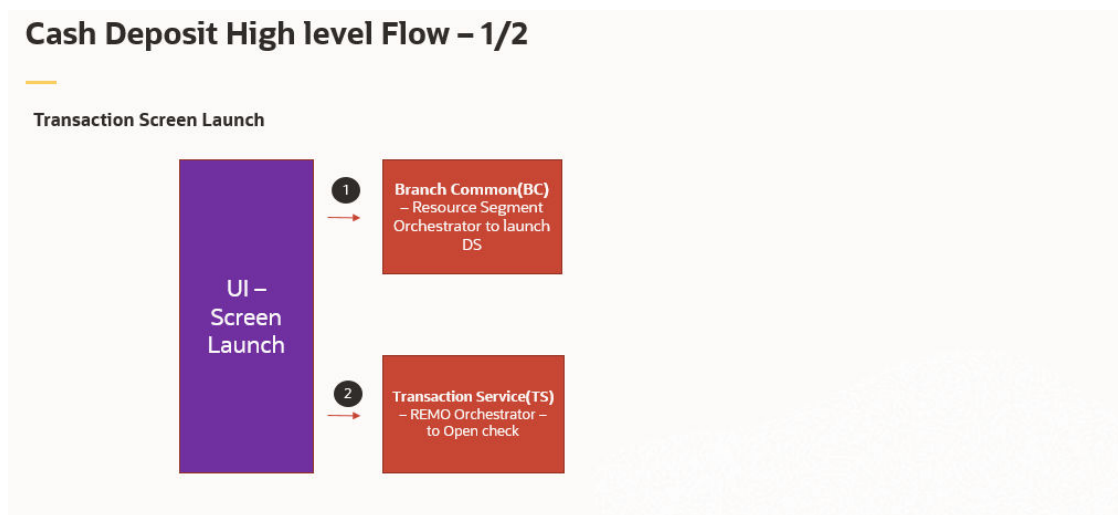 Cash Deposit High level Flow – 1/2
Transaction Screen Launch
UI –
Screen
Launch
1
Branch Common(BC)
– Resource Segment
Orchestrator to launch
DS
2
Transaction Service(TS)
– REMO Orchestrator –
to Open check